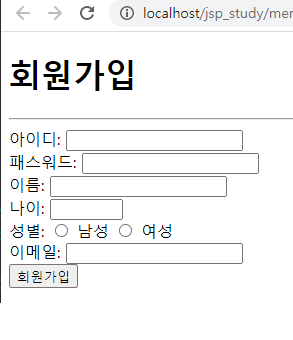 localhost/jsp_study/mer
회원가입
아이디:
패스워드:
이름:
나이:
성별: 남성 여성
이메일:
회원가입